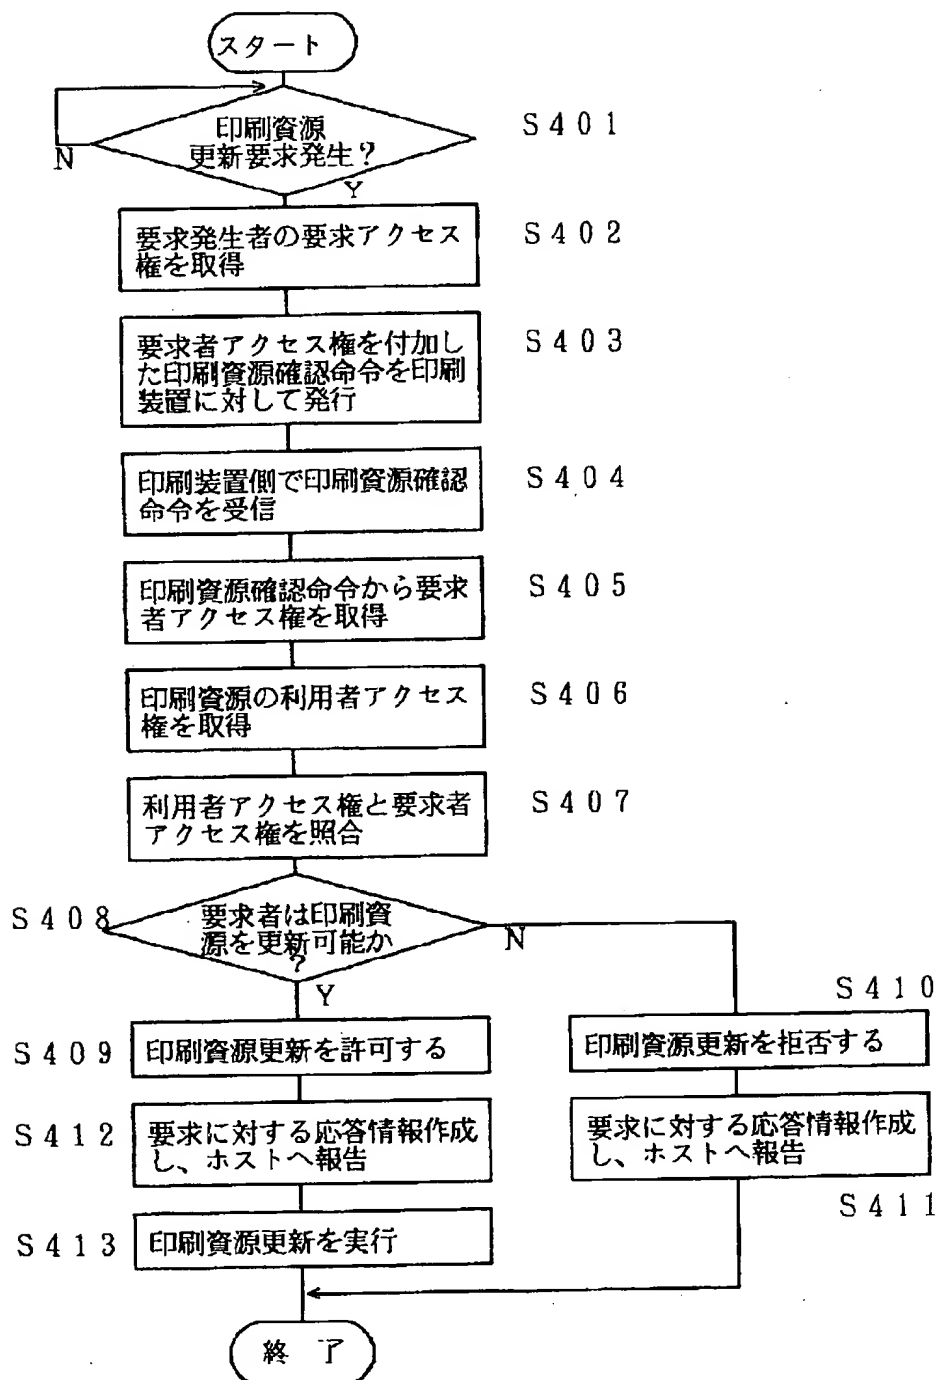 スタート
印刷資源
更新要求発生?
S401
N
Y
要求発生者の要求アクセス
権を取得
S402
要求者アクセス権を付加し
た印刷資源確認命令を印刷
装置に対して発行
S403
印刷装置側で印刷資源確認
命令を受信
S404
印刷資源確認命令から要求
者アクセス権を取得
S405
印刷資源の利用者アクセス
権を取得
S406
利用者アクセス権と要求者
アクセス権を照合
S407
S408
要求者は印刷資
源を更新可能か
?
N
Y
S409
印刷資源更新を許可する
S410
印刷資源更新を拒否する
S412
要求に対する応答情報作成
し、ホストへ報告
要求に対する応答情報作成
し、ホストへ報告
S411
S413
印刷資源更新を実行
終 了